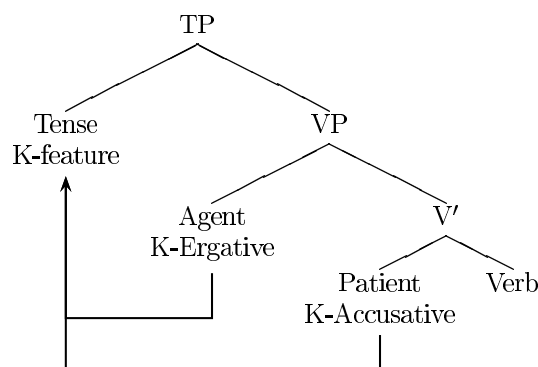 TP
Tense
K-feature
VP
Agent
K-Ergative
V′
Patient
K-Accusative
Verb